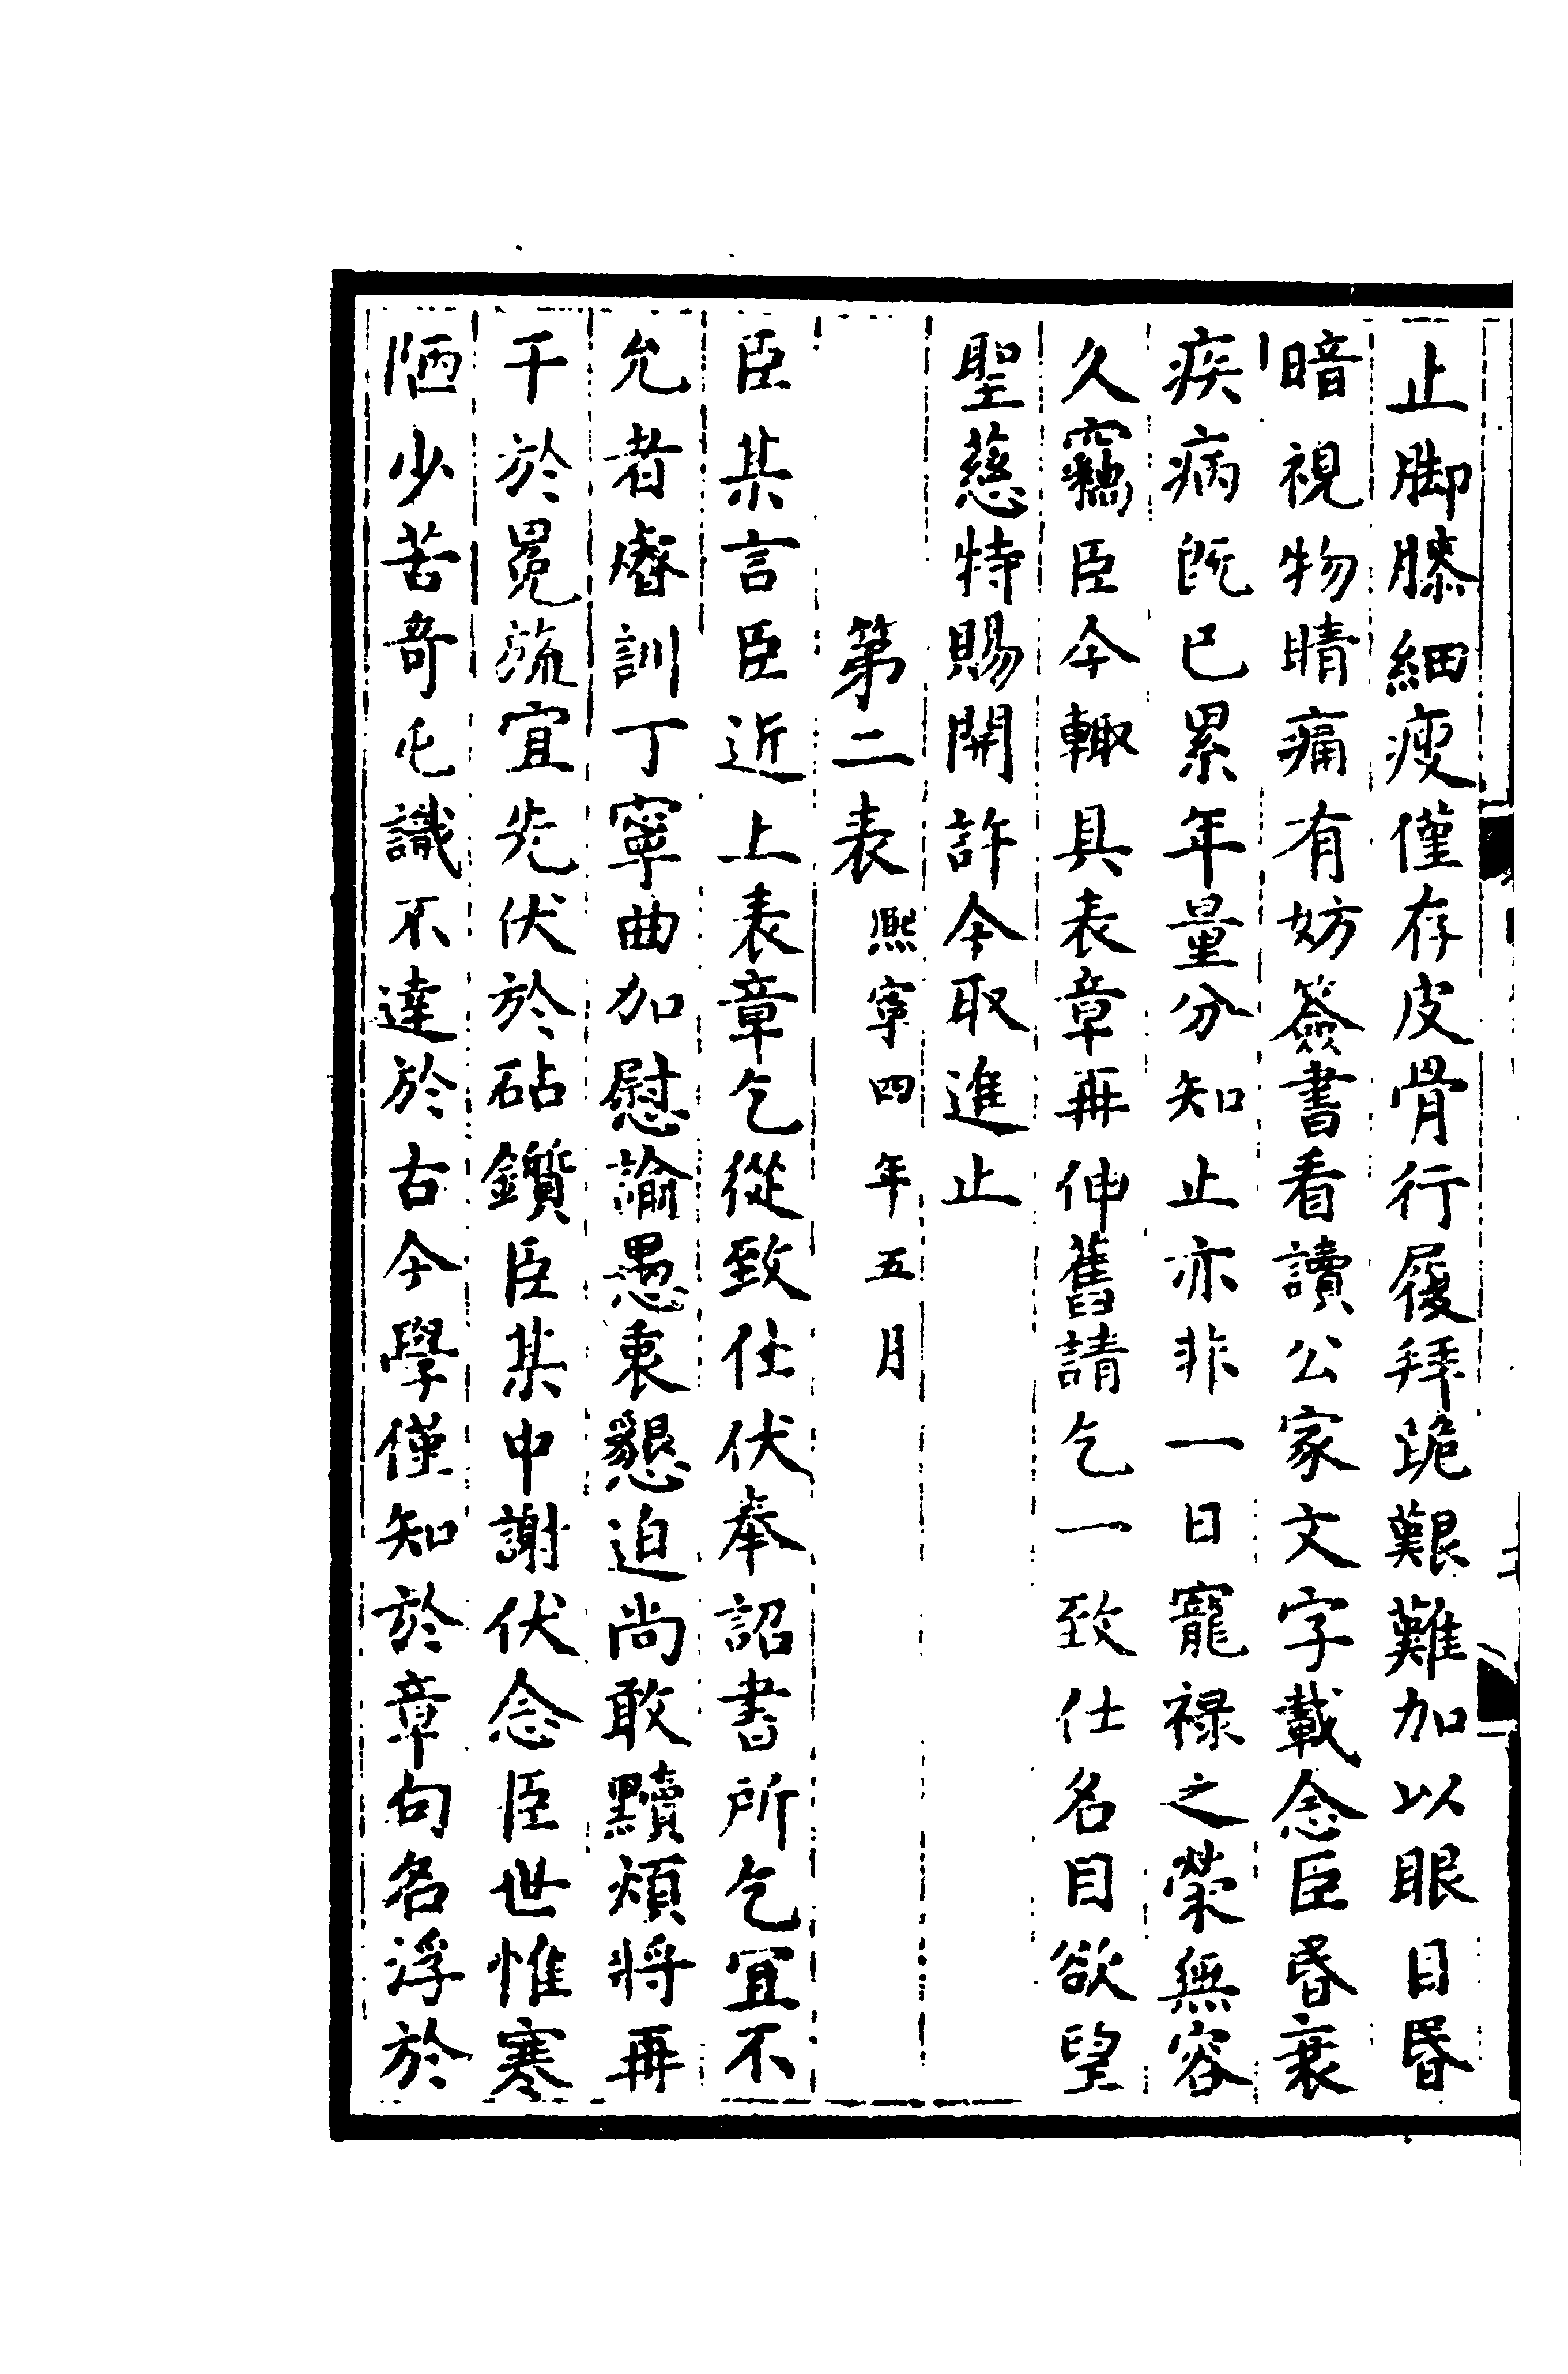 止脚膝細瘦僅存皮骨行履拜跪艱難加以眼目昬
暗視物睛痛有妨簽書看讀公家文字載念臣昬衰
疾病既已累年量分知止亦非一日寵禄之榮無容
久竊臣今輙具表章再伸舊請乞一致仕名目欲望
聖慈特賜開許今取進止
第二表熙寧四年五月
臣某言臣近上表章乞從致仕伏奉詔書所乞宜不
允者睿訓丁寧曲加慰諭愚衷懇迫尚敢黷煩將再
干於冕旒宜先伏於砧鑕臣某中謝伏念臣世惟寒
陋少苦奇屯識不達於古今學僅知於章句名浮於